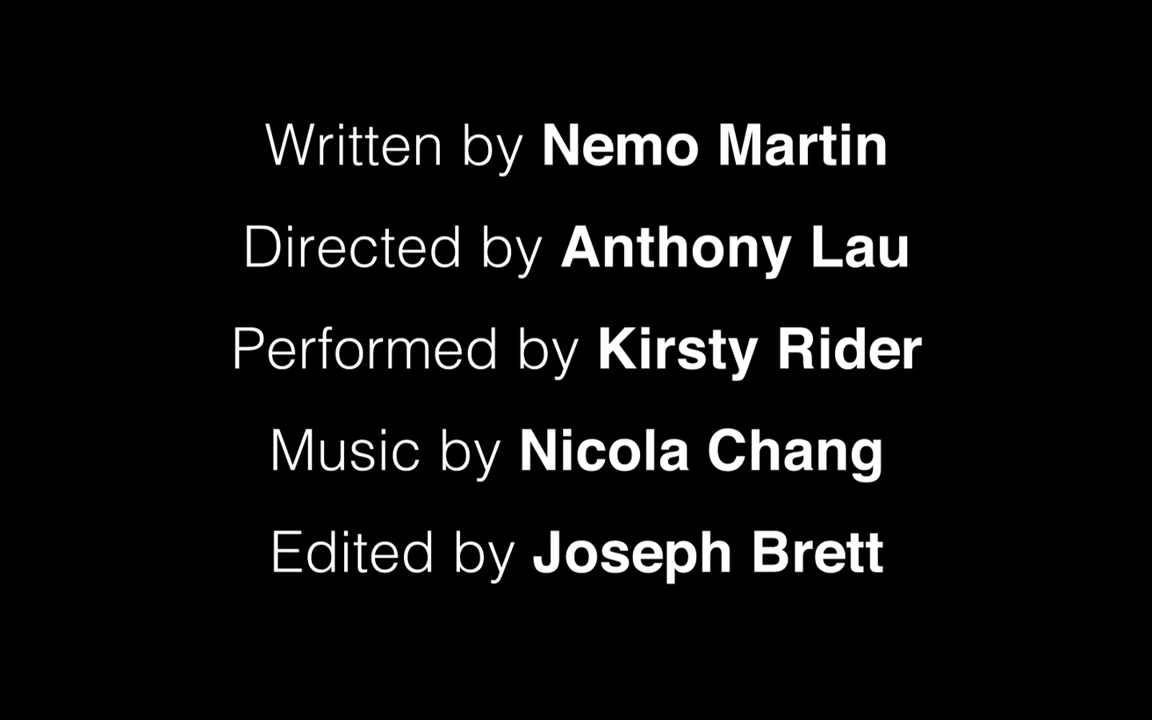 Written by Nemo Martin
Directed by Anthony Lau
Performed by Kirsty Rider
Music by Nicola Chang
Edited by Joseph Brett